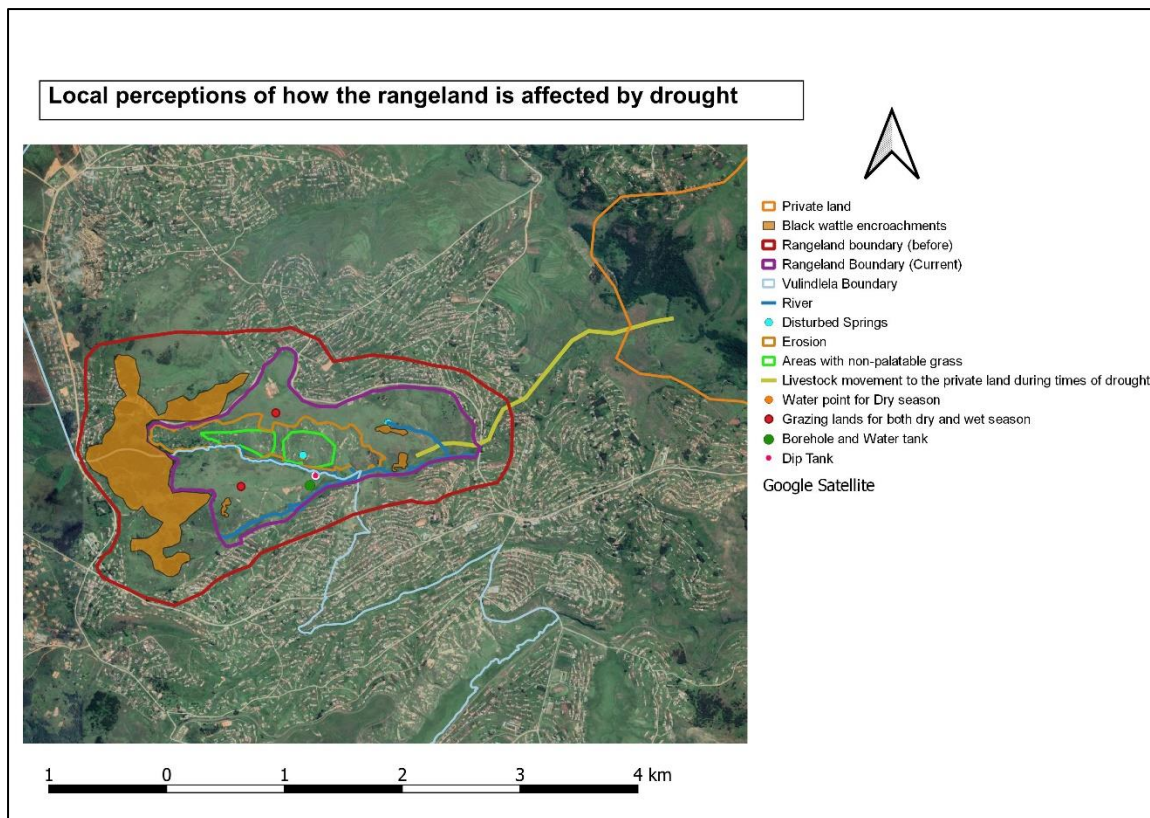 Local perceptions of how the rangeland is affected by drought
Private land
Black wattle encroachments
Rangeland boundary (before)
Rangeland Boundary (Current)
Vulindlela Boundary
River
Disturbed Springs
Erosion
Areas with non-palatable grass
Livestock movement to the private land during times of drought
Water point for Dry season
Grazing lands for both dry and wet season
Borehole and Water tank
Dip Tank
Google Satellite
1 0 1 2 3 4 km